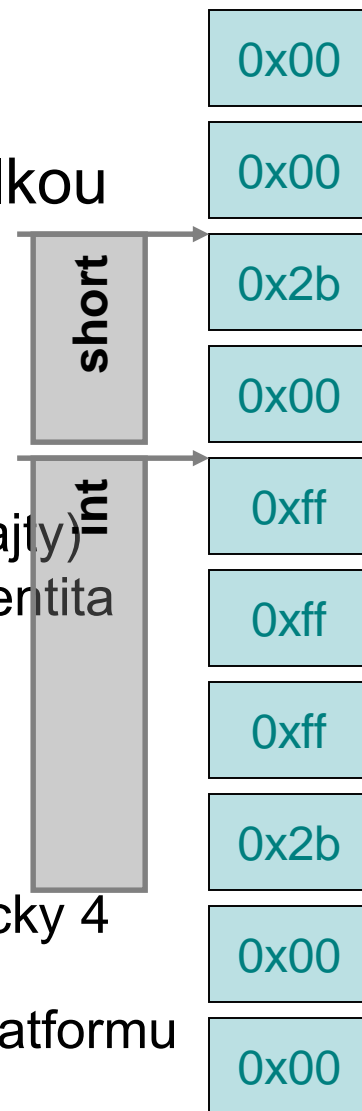 0x00
0x00
lkou
short
0x2b
0x00
int
0xff
ajty)
entita
0xff
0xff
0x2b
cky 4
0x00
atformu
0x00